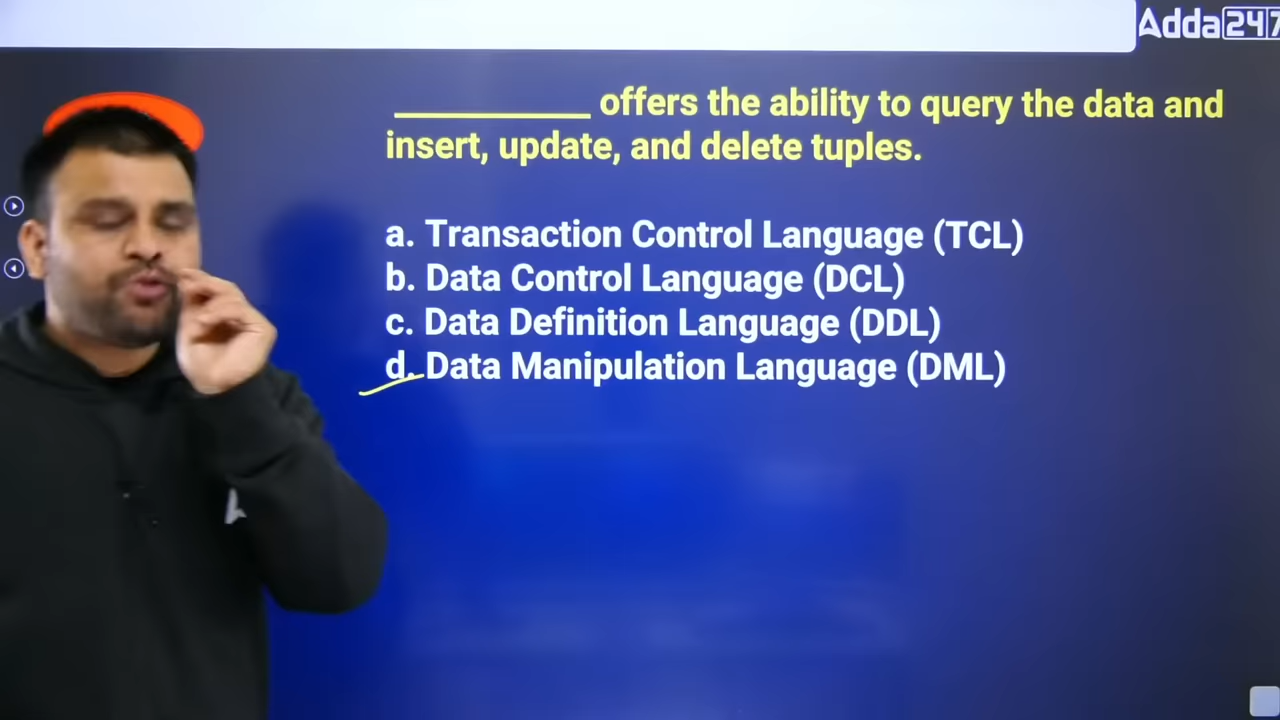 Adda247
__________ offers the ability to query the data and
insert, update, and delete tuples.
a. Transaction Control Language (TCL)
b. Data Control Language (DCL)
c. Data Definition Language (DDL)
d. Data Manipulation Language (DML)